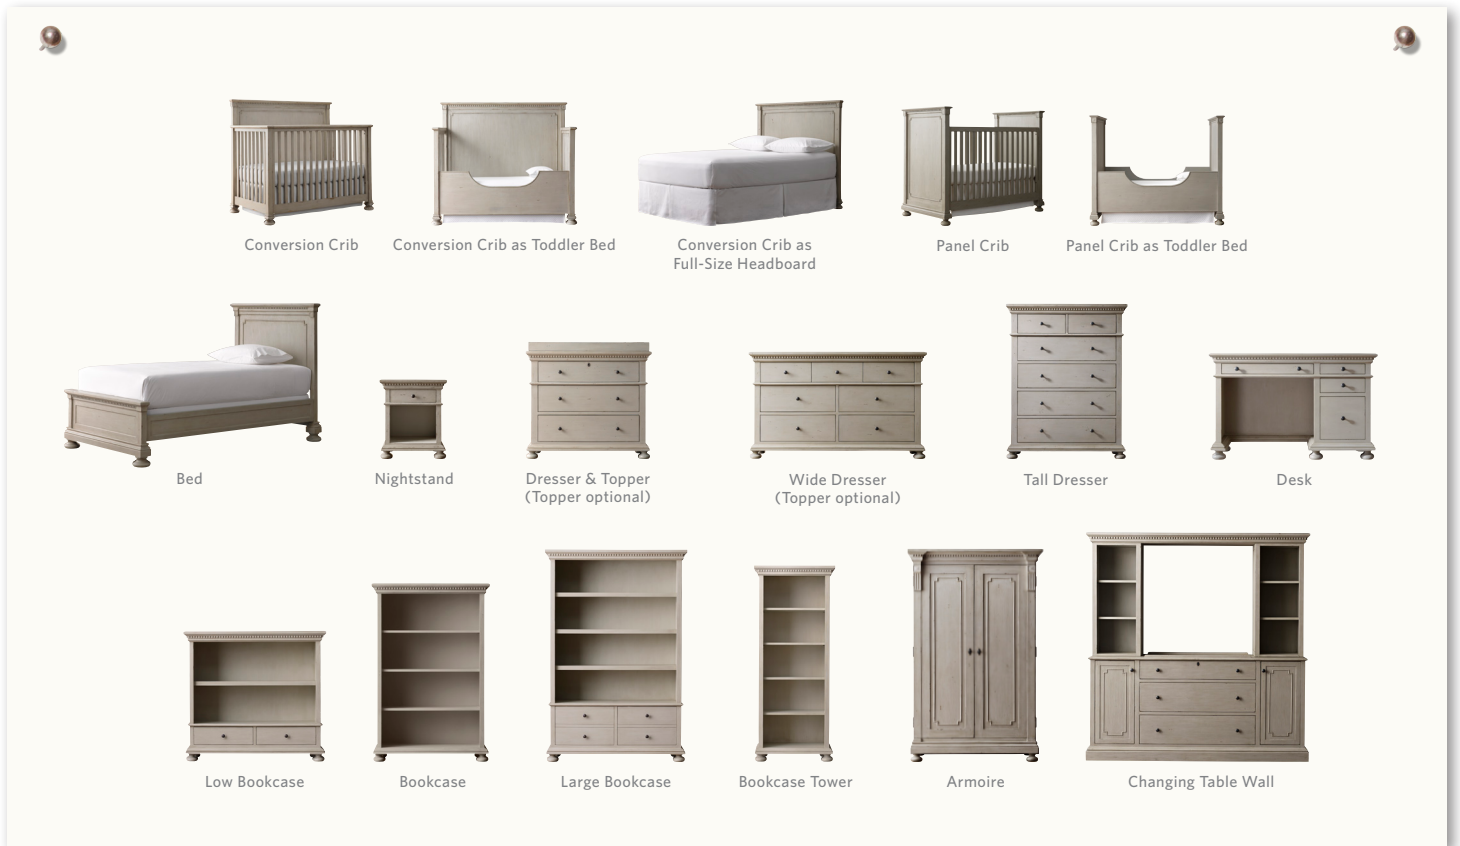 Conversion Crib
Conversion Crib as Toddler Bed
Conversion Crib as
Full-Size Headboard
Panel Crib
Panel Crib as Toddler Bed
Bed
Nightstand
Dresser & Topper
(Topper optional)
Wide Dresser
(Topper optional)
Tall Dresser
Desk
Low Bookcase
Bookcase
Large Bookcase
Bookcase Tower
Armoire
Changing Table Wall